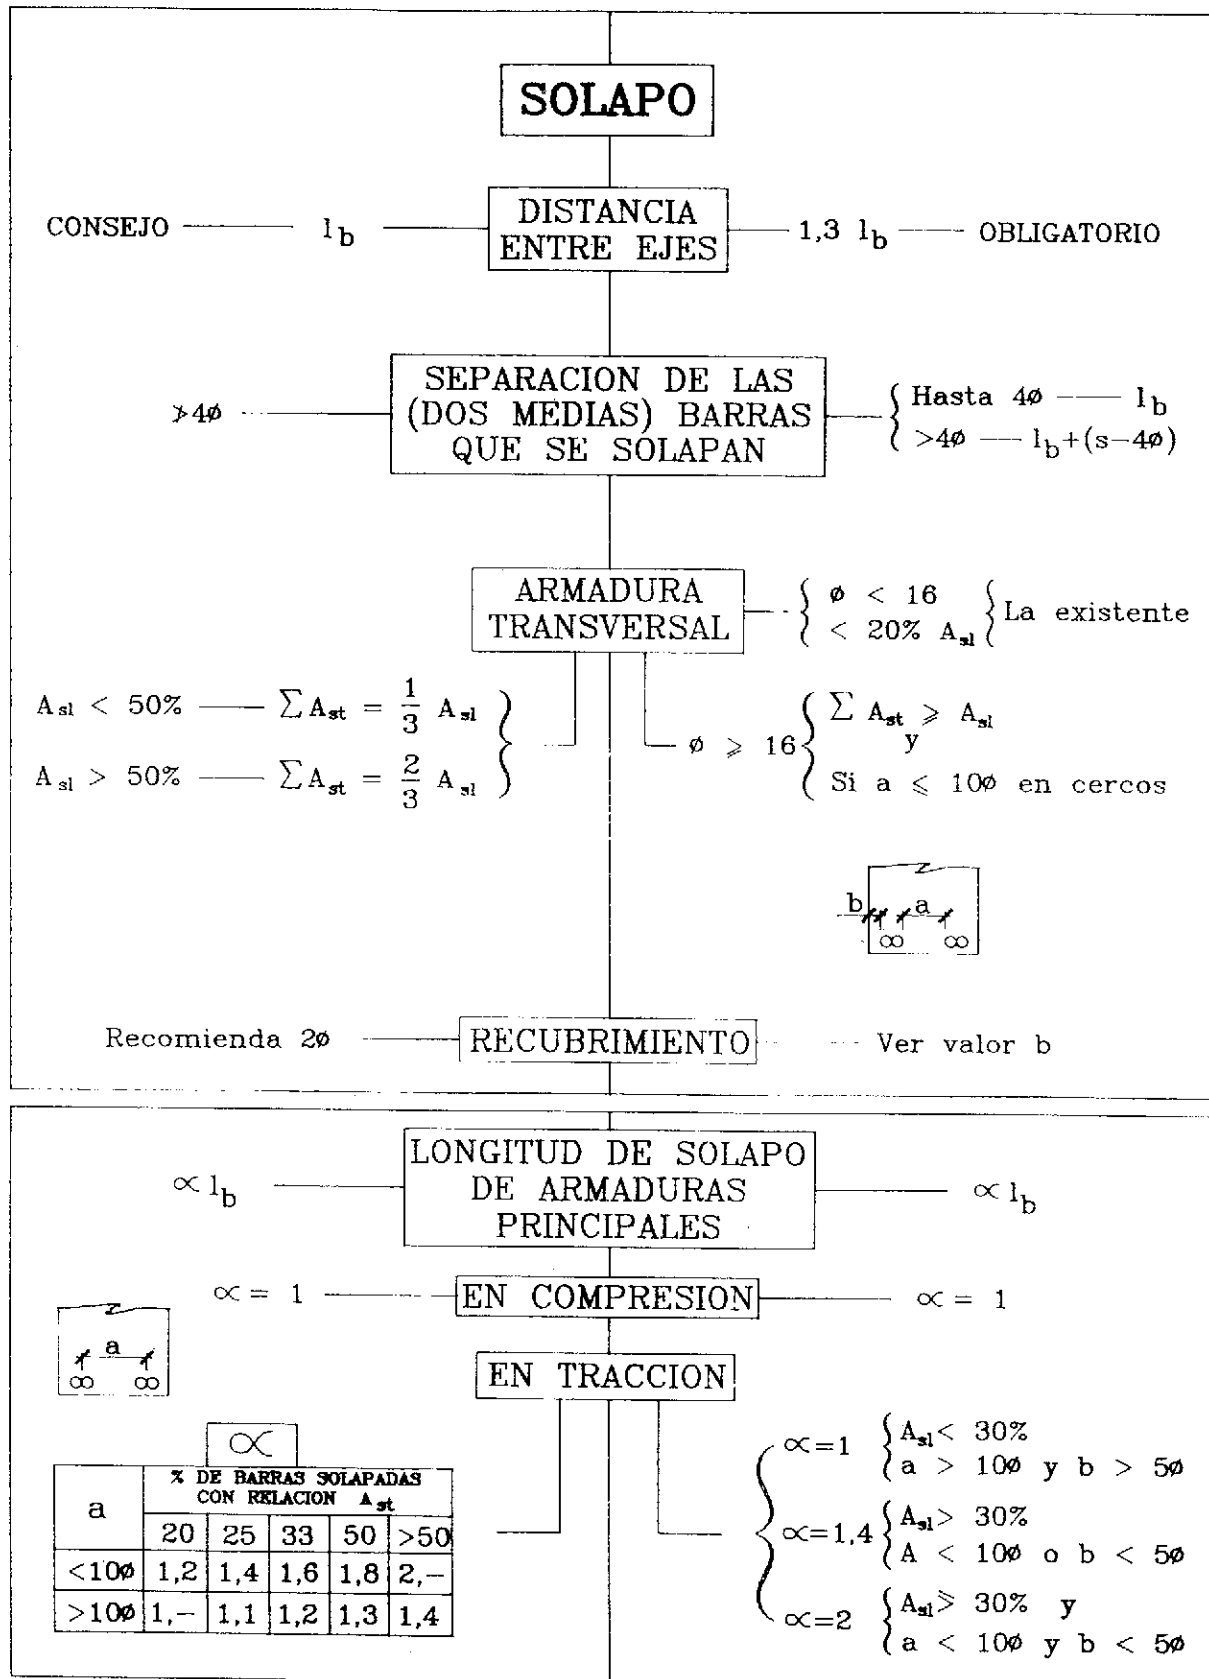 SOLAPO
CONSEJO — l_b — DISTANCIA ENTRE EJES — 1,3 l_b — OBLIGATORIO
SEPARACION DE LAS
(DOS MEDIAS) BARRAS
QUE SE SOLAPAN
≯4ø
Hasta 4ø — l_b
>4ø — l_b+(s-4ø)
ARMADURA
TRANSVERSAL
ø < 16
< 20% A_sl
La existente
A_sl < 50% — ∑ A_st = 1/3 A_sl
A_sl > 50% — ∑ A_st = 2/3 A_sl
ø ⩾ 16
∑ A_st ⩾ A_sl
y
Si a ⩽ 10ø en cercos
b a
Recomienda 2ø — RECUBRIMIENTO — Ver valor b
LONGITUD DE SOLAPO
DE ARMADURAS
PRINCIPALES
∝ l_b
∝ l_b
∝ = 1 — EN COMPRESION — ∝ = 1
a
EN TRACCION
∝
a
% DE BARRAS SOLAPADAS
CON RELACION A_st
20 25 33 50 >50
<10ø 1,2 1,4 1,6 1,8 2,-
>10ø 1,- 1,1 1,2 1,3 1,4
∝=1
A_sl < 30%
a > 10ø y b > 5ø
∝=1,4
A_sl > 30%
A < 10ø o b < 5ø
∝=2
A_sl ⩾ 30% y
a < 10ø y b < 5ø